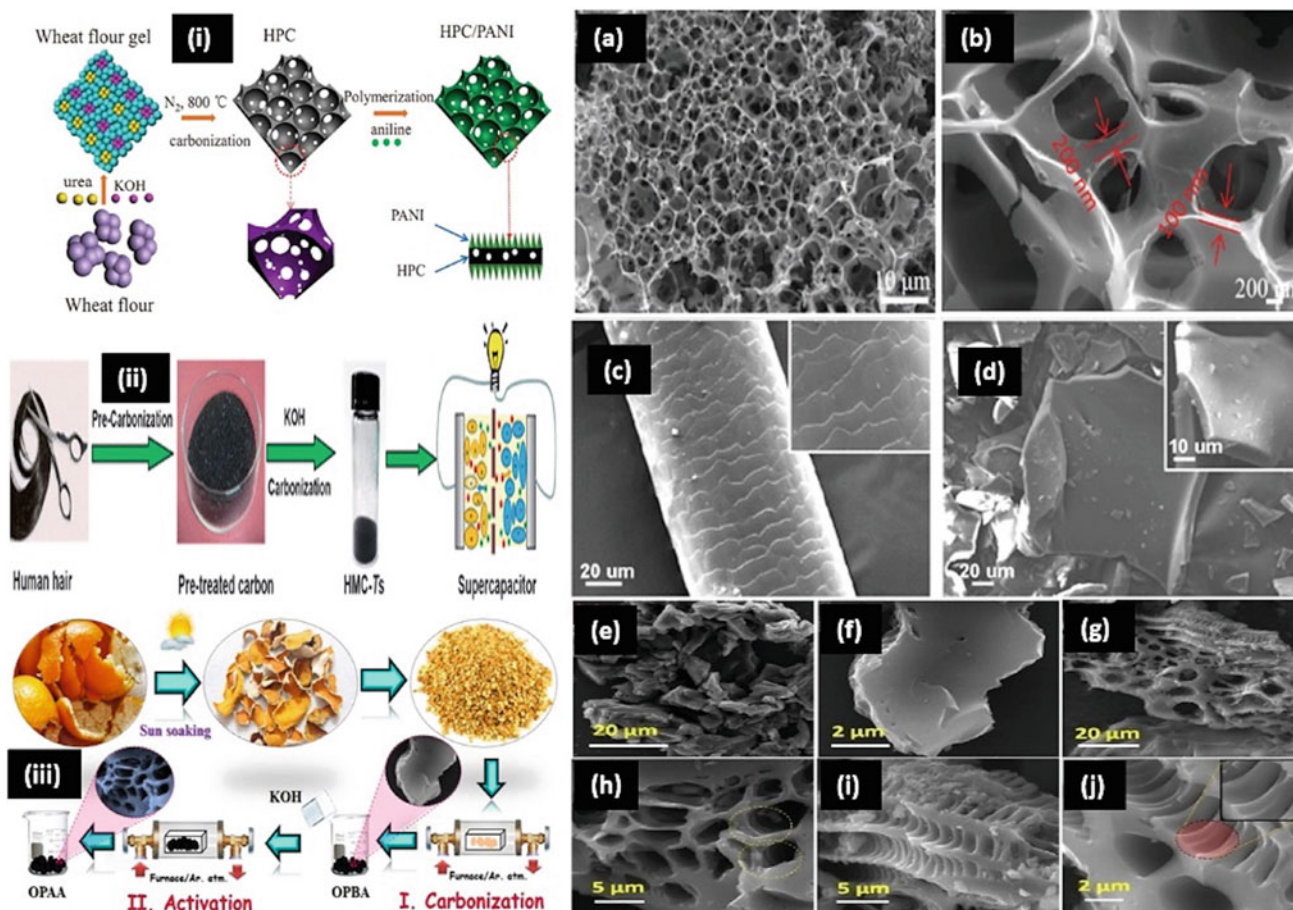 (i)
Wheat flour gel
HPC
HPC/PANI
N₂, 800 ℃
carbonization
Polymerization
aniline
urea
KOH
PANI
HPC
Wheat flour
(a)
10 μm
(b)
200 nm
100 nm
200 nm
(ii)
Pre-Carbonization
KOH
Carbonization
Human hair
Pre-treated carbon
HMC-Ts
Supercapacitor
(c)
20 um
(d)
10 um
20 um
Sun soaking
(iii)
KOH
OPAA
Furnace/Ar. atm.
OPBA
Furnace/Ar. atm.
II. Activation
I. Carbonization
(e)
20 μm
(f)
2 μm
(g)
20 μm
(h)
5 μm
(i)
5 μm
(j)
2 μm